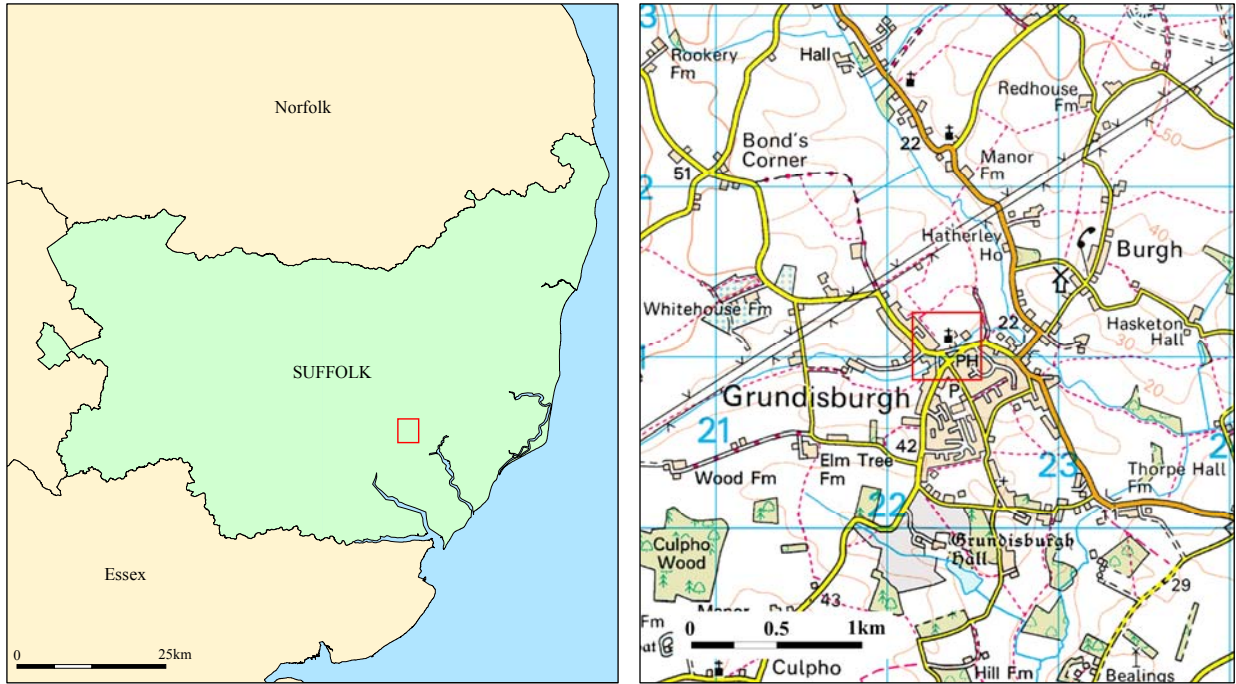 Norfolk
SUFFOLK
Essex
0 25km
3
Rookery
Fm
Hall
Redhouse
Fm
50
Bond's
Corner
22
Manor
Fm
51
2
40
Hatherley
Ho
Burgh
Whitehouse Fm
22
Hasketon
Hall
30
1
PH
Grundisburgh
P
20
21
42
2
Elm Tree
Fm
23
Wood Fm
Thorpe Hall
Fm
22
11
Culpho
Wood
Grundisburgh
Hall
29
43
Manor
Fm
0 0.5 1km
Culpho
Hill Fm
Bealings